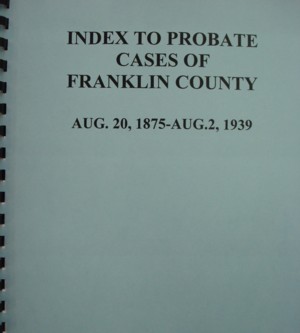 INDEX TO PROBATE
CASES OF
FRANKLIN COUNTY
AUG. 20, 1875-AUG.2, 1939